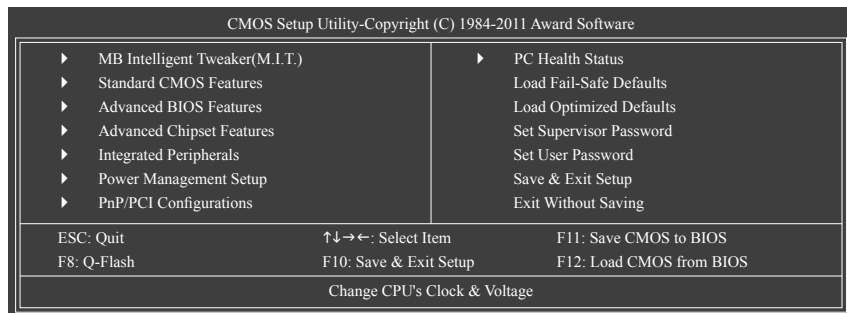 CMOS Setup Utility-Copyright (C) 1984-2011 Award Software
MB Intelligent Tweaker(M.I.T.)
Standard CMOS Features
Advanced BIOS Features
Advanced Chipset Features
Integrated Peripherals
Power Management Setup
PnP/PCI Configurations
PC Health Status
Load Fail-Safe Defaults
Load Optimized Defaults
Set Supervisor Password
Set User Password
Save & Exit Setup
Exit Without Saving
ESC: Quit ↑↓→←: Select Item F11: Save CMOS to BIOS
F8: Q-Flash F10: Save & Exit Setup F12: Load CMOS from BIOS
Change CPU's Clock & Voltage